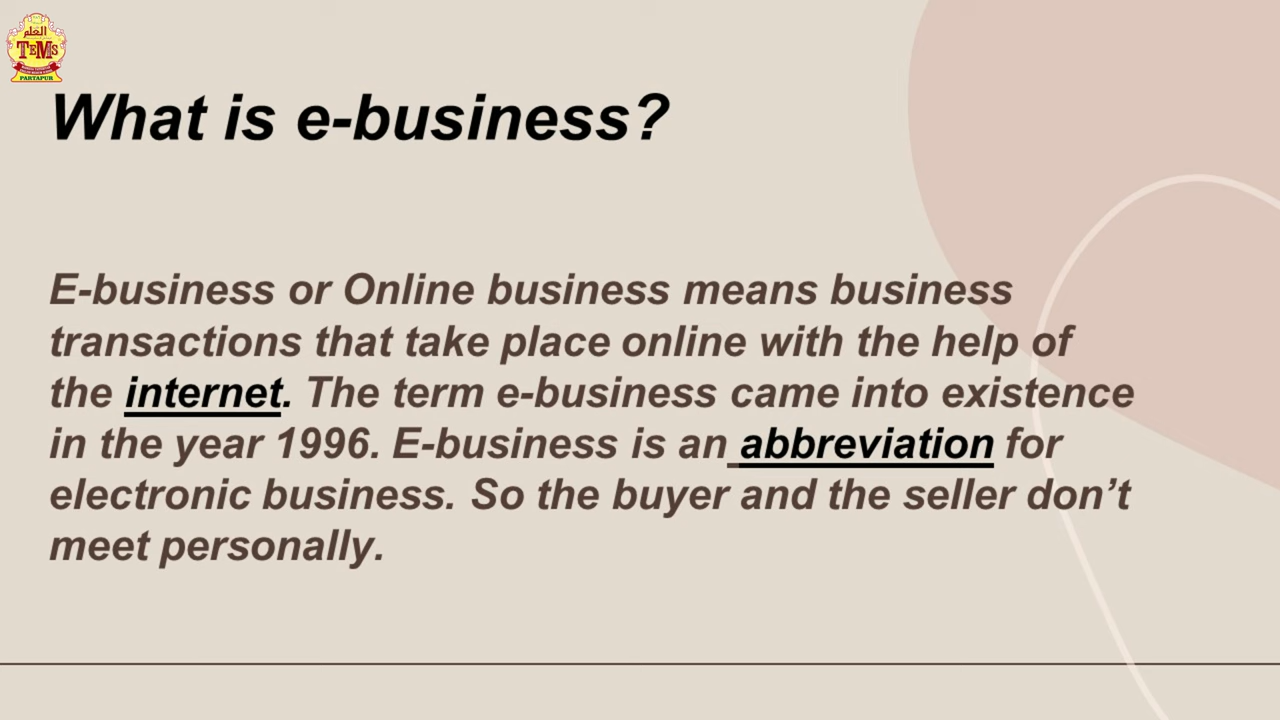 العلم
TEMS
PARTAPUR
What is e-business?
E-business or Online business means business
transactions that take place online with the help of
the internet. The term e-business came into existence
in the year 1996. E-business is an abbreviation for
electronic business. So the buyer and the seller don’t
meet personally.